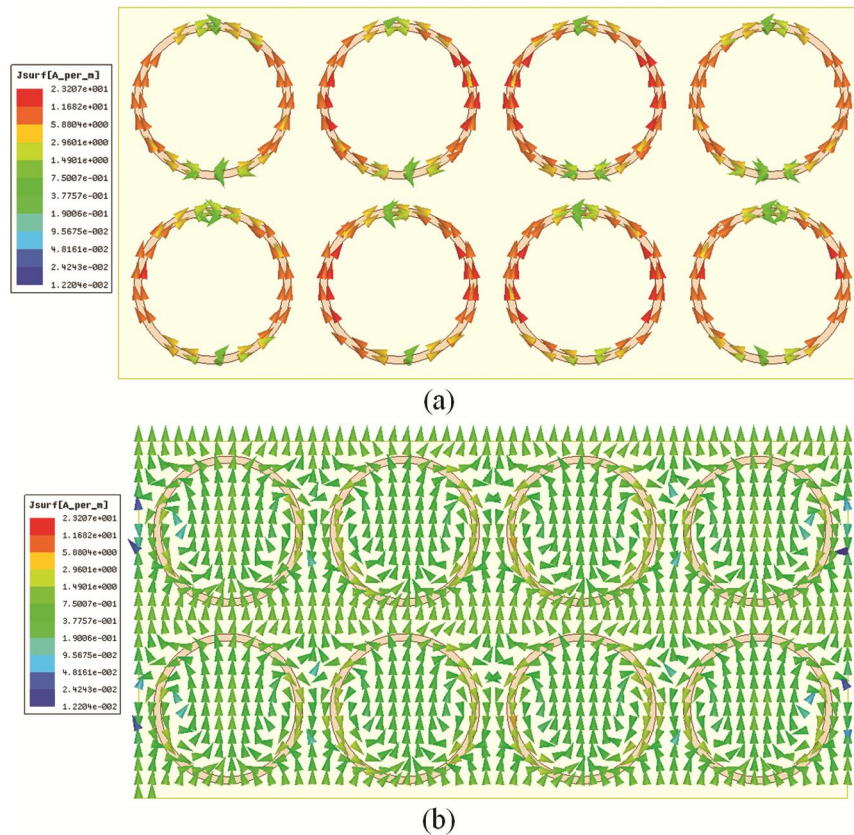 Jsurf[A_per_m]
2.3207e+001
1.1682e+001
5.8804e+000
2.9601e+000
1.4901e+000
7.5007e-001
3.7757e-001
1.9006e-001
9.5675e-002
4.8161e-002
2.4243e-002
1.2204e-002
(a)
Jsurf[A_per_m]
2.3207e+001
1.1682e+001
5.8804e+000
2.9601e+000
1.4901e+000
7.5007e-001
3.7757e-001
1.9006e-001
9.5675e-002
4.8161e-002
2.4243e-002
1.2204e-002
(b)